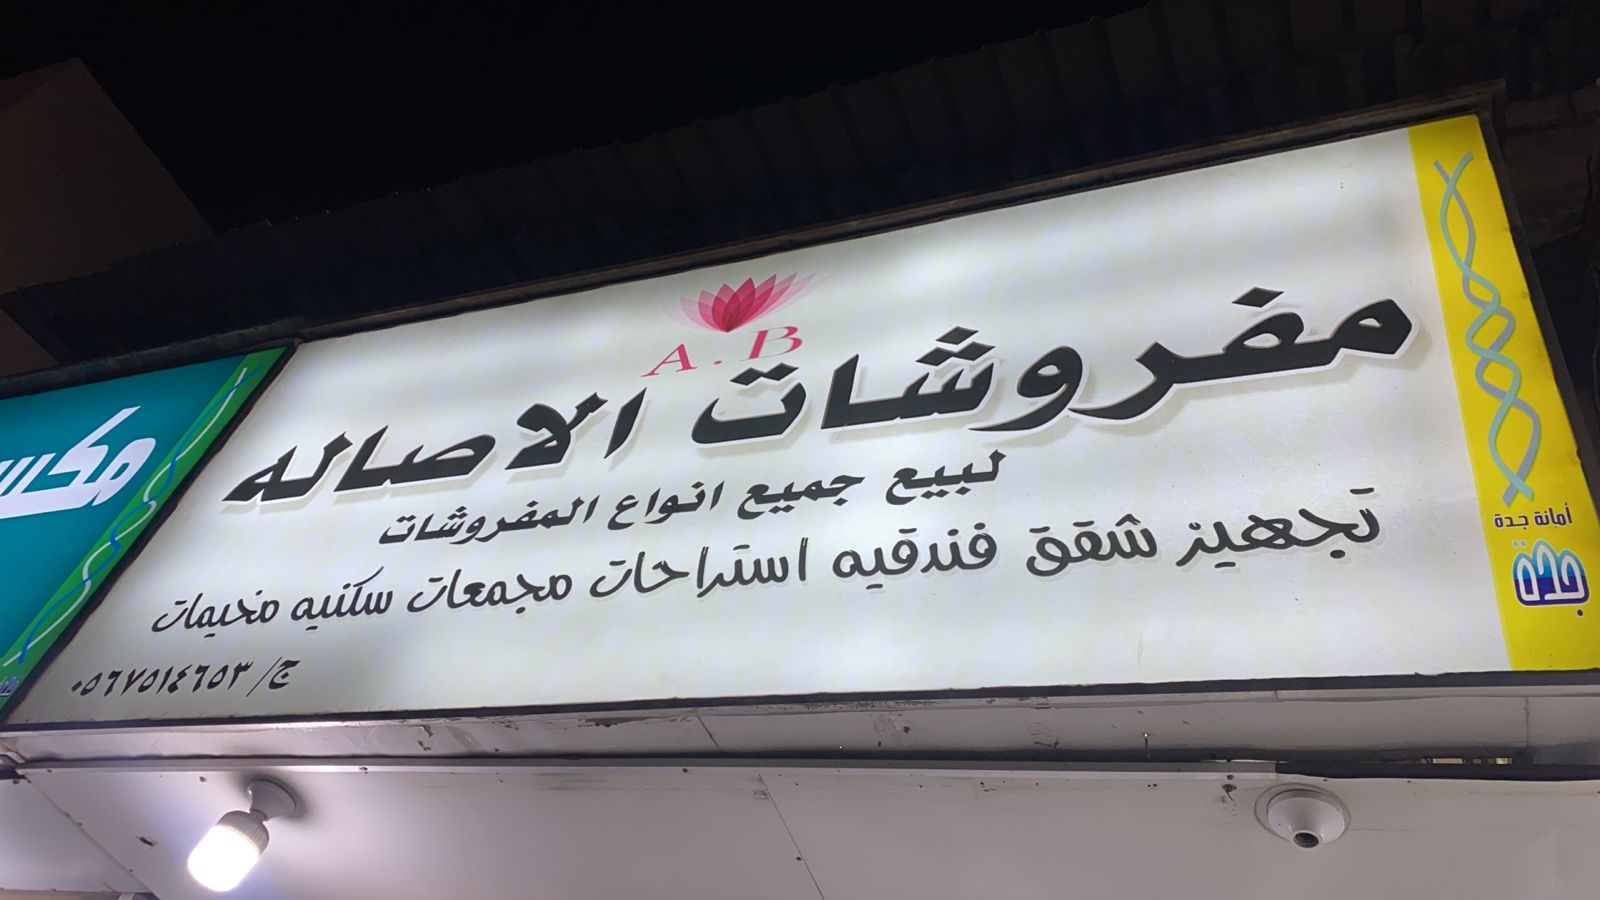 A.B
مفروشات الاصاله
لبيع جميع انواع المفروشات
تجهيز شقق فندقيه استراحات مجمعات سكنيه مخيمات
ج/ ٠٥٦٧٥١٤٦٥٣
أمانة جدة
جدة